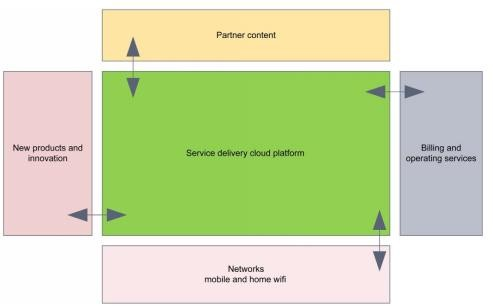 Partner content
New products and
innovation
Service delivery cloud platform
Billing and
operating services
Networks
mobile and home wifi